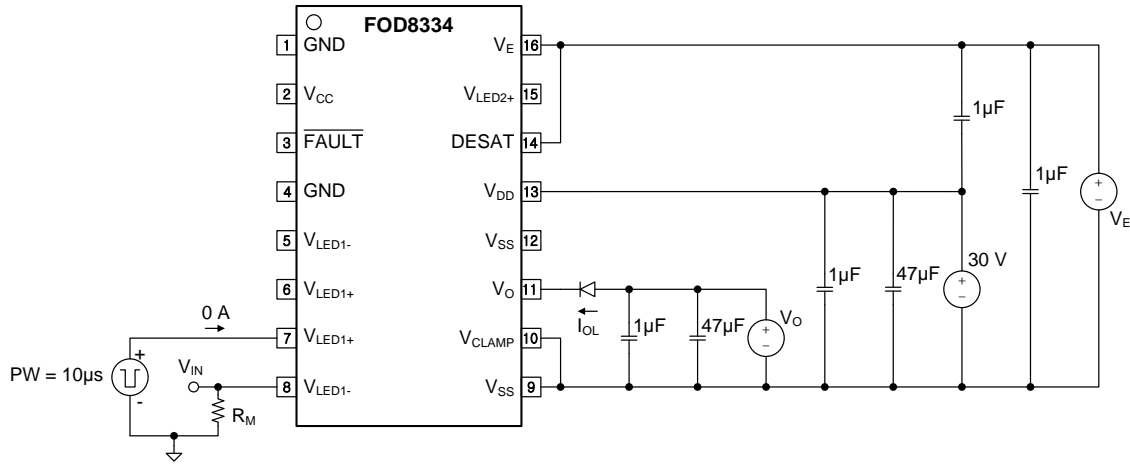 FOD8334
1 GND
2 VCC
3 FAULT
4 GND
5 VLED1-
6 VLED1+
7 VLED1+
8 VLED1-
VE 16
VLED2+ 15
DESAT 14
VDD 13
VSS 12
VO 11
VCLAMP 10
VSS 9
0 A
PW = 10µs
+
-
VIN
RM
IOL
1µF
47µF
+
–
VO
1µF
47µF
30 V
+
–
1µF
1µF
+
–
VE